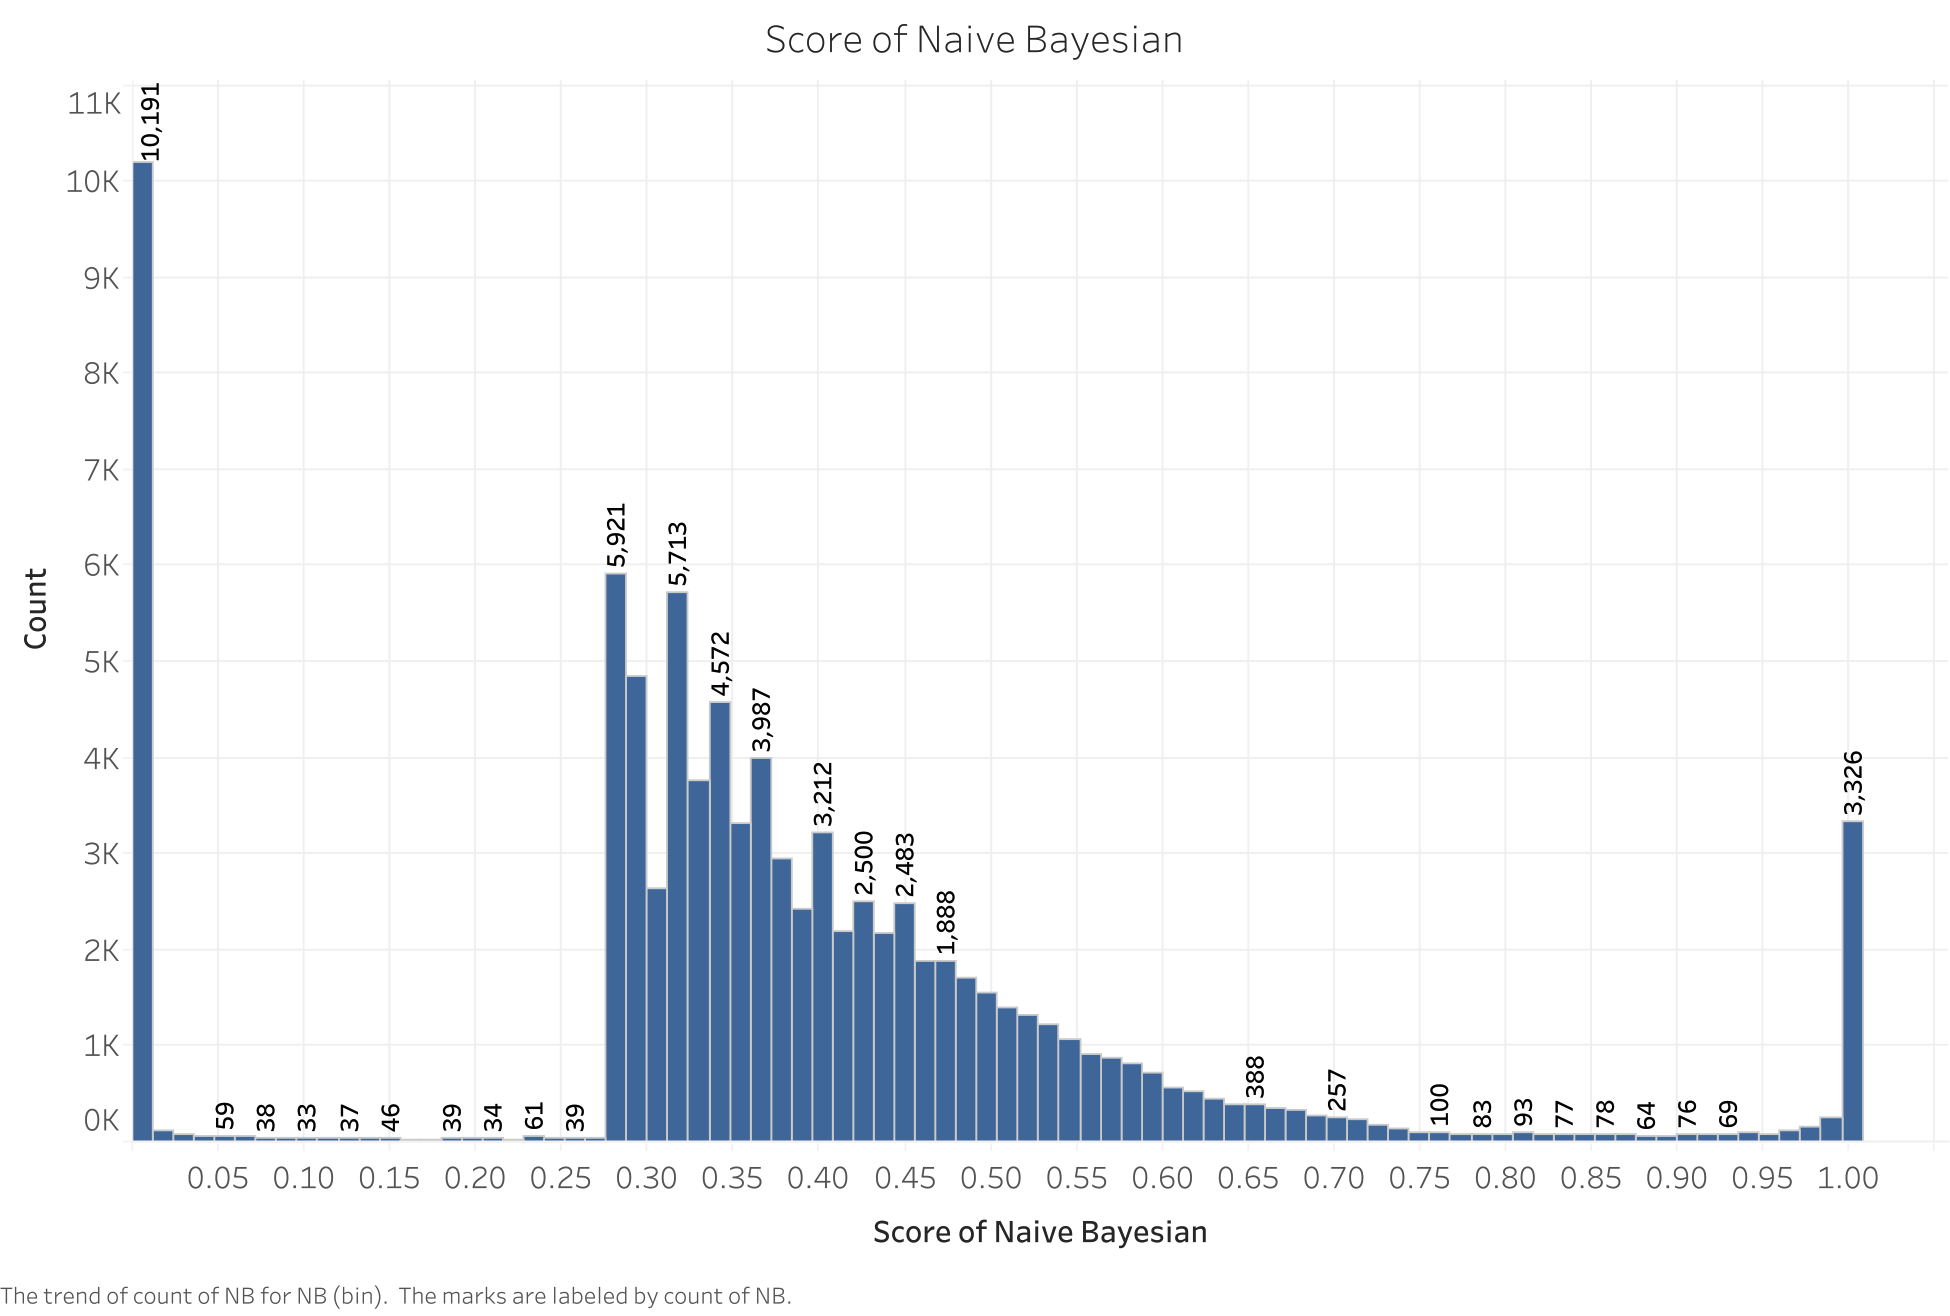 Score of Naive Bayesian
11K
10K
9K
8K
7K
6K
5K
4K
3K
2K
1K
0K
Count
10,191
59
38
33
37
46
39
34
61
39
5,921
5,713
4,572
3,987
3,212
2,500
2,483
1,888
388
257
100
83
93
77
78
64
76
69
3,326
0.05 0.10 0.15 0.20 0.25 0.30 0.35 0.40 0.45 0.50 0.55 0.60 0.65 0.70 0.75 0.80 0.85 0.90 0.95 1.00
Score of Naive Bayesian
The trend of count of NB for NB (bin).  The marks are labeled by count of NB.